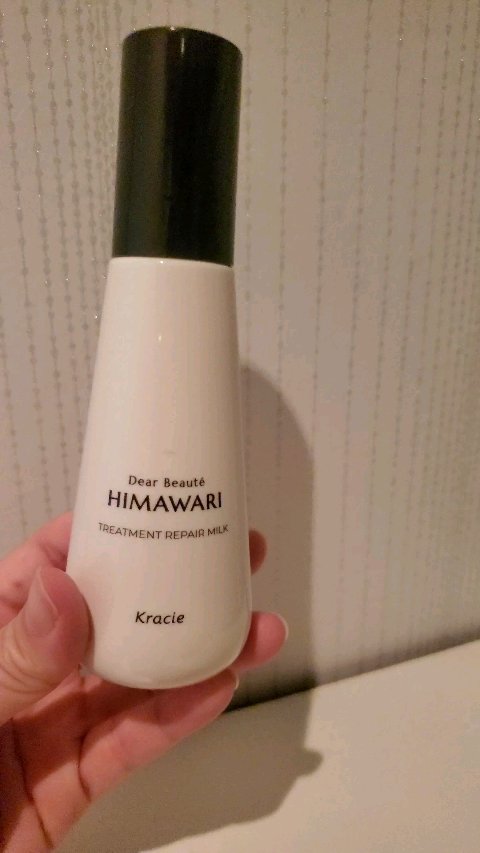 Dear Beauté
HIMAWARI
TREATMENT REPAIR MILK
Kracie